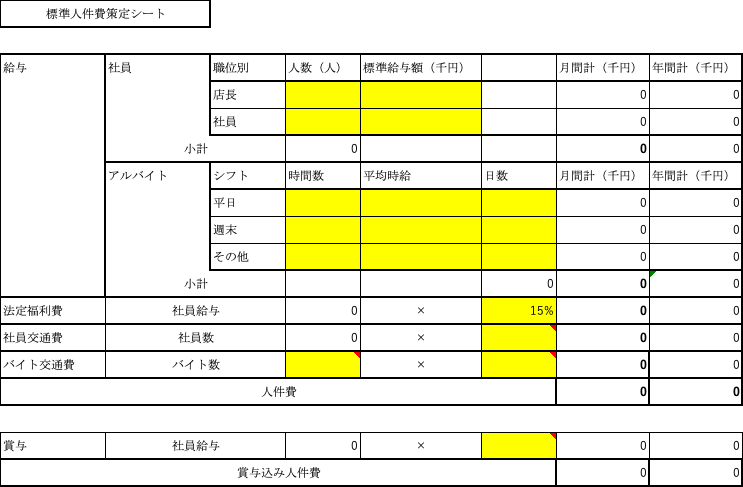 標準人件費策定シート
給与 社員 職位別 人数（人） 標準給与額（千円） 月間計（千円） 年間計（千円）
店長 0 0
社員 0 0
小計 0 0 0
アルバイト シフト 時間数 平均時給 日数 月間計（千円） 年間計（千円）
平日 0 0
週末 0 0
その他 0 0
小計 0 0 0
法定福利費 社員給与 0 × 15% 0 0
社員交通費 社員数 0 × 0 0
バイト交通費 バイト数 × 0 0
人件費 0 0
賞与 社員給与 0 × 0 0
賞与込み人件費 0 0